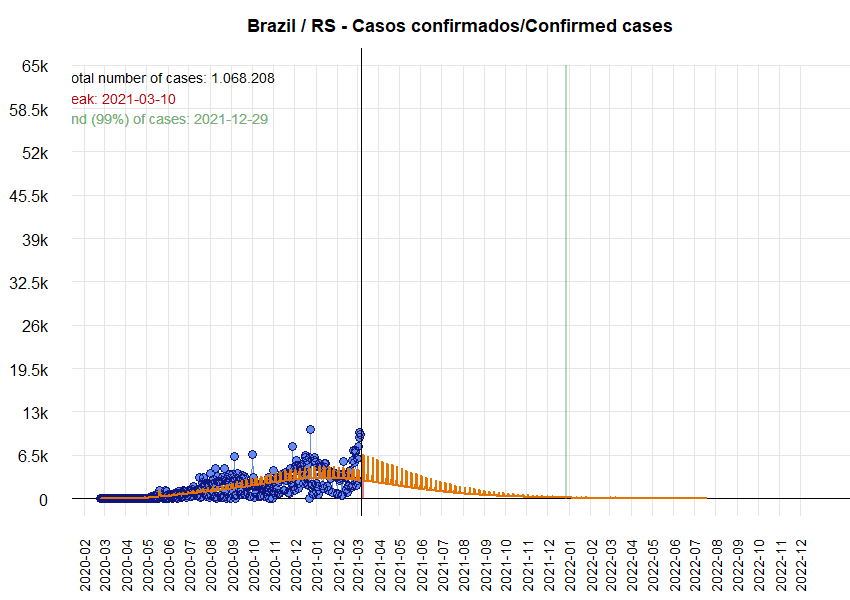 Brazil / RS - Casos confirmados/Confirmed cases
65k
otal number of cases: 1.068.208
eak: 2021-03-10
58.5k
nd (99%) of cases: 2021-12-29
52k
45.5k
39k
32.5k
26k
19.5k
13k
6.5k
0
2020-02
2020-03
2020-04
2020-05
2020-06
2020-07
2020-08
2020-09
2020-10
2020-11
2020-12
2021-01
2021-02
2021-03
2021-04
2021-05
2021-06
2021-07
2021-08
2021-09
2021-10
2021-11
2021-12
2022-01
2022-02
2022-03
2022-04
2022-05
2022-06
2022-07
2022-08
2022-09
2022-10
2022-11
2022-12